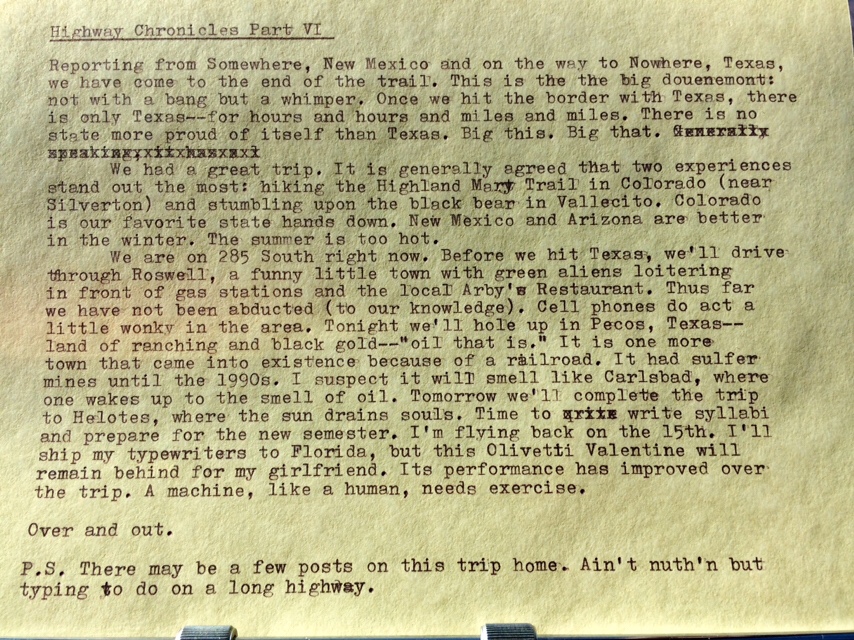 Highway Chronicles Part VI
Reporting from Somewhere, New Mexico and on the way to Nowhere, Texas,
we have come to the end of the trail. This is the the big douenemont:
not with a bang but a whimper. Once we hit the border with Texas, there
is only Texas--for hours and hours and miles and miles. There is no
state more proud of itself than Texas. Big this. Big that. Generally
speaking,
We had a great trip. It is generally agreed that two experiences
stand out the most: hiking the Highland Mary Trail in Colorado (near
Silverton) and stumbling upon the black bear in Vallecito. Colorado
is our favorite state hands down. New Mexico and Arizona are better
in the winter. The summer is too hot.
We are on 285 South right now. Before we hit Texas, we'll drive
through Roswell, a funny little town with green aliens loitering
in front of gas stations and the local Arby's Restaurant. Thus far
we have not been abducted (to our knowledge). Cell phones do act a
little wonky in the area. Tonight we'll hole up in Pecos, Texas--
land of ranching and black gold--"oil that is." It is one more
town that came into existence because of a railroad. It had sulfer
mines until the 1990s. I suspect it will smell like Carlsbad, where
one wakes up to the smell of oil. Tomorrow we'll complete the trip
to Helotes, where the sun drains souls. Time to write syllabi
and prepare for the new semester. I'm flying back on the 15th. I'll
ship my typewriters to Florida, but this Olivetti Valentine will
remain behind for my girlfriend. Its performance has improved over
the trip. A machine, like a human, needs exercise.
Over and out.
P.S. There may be a few posts on this trip home. Ain't nuth'n but
typing to do on a long highway.